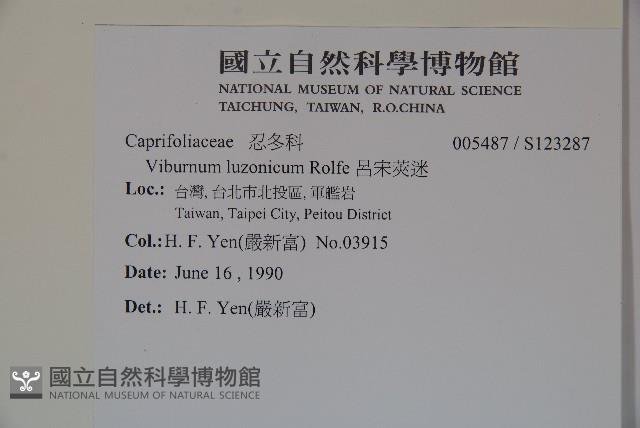 國立自然科學博物館
NATIONAL MUSEUM OF NATURAL SCIENCE
TAICHUNG, TAIWAN, R.O.CHINA
Caprifoliaceae 忍冬科 005487 / S123287
Viburnum luzonicum Rolfe 呂宋莢迷
Loc.: 台灣, 台北市北投區, 軍艦岩
Taiwan, Taipei City, Peitou District
Col.: H. F. Yen(嚴新富) No.03915
Date: June 16 , 1990
Det.: H. F. Yen(嚴新富)
國立自然科學博物館
NATIONAL MUSEUM OF NATURAL SCIENCE